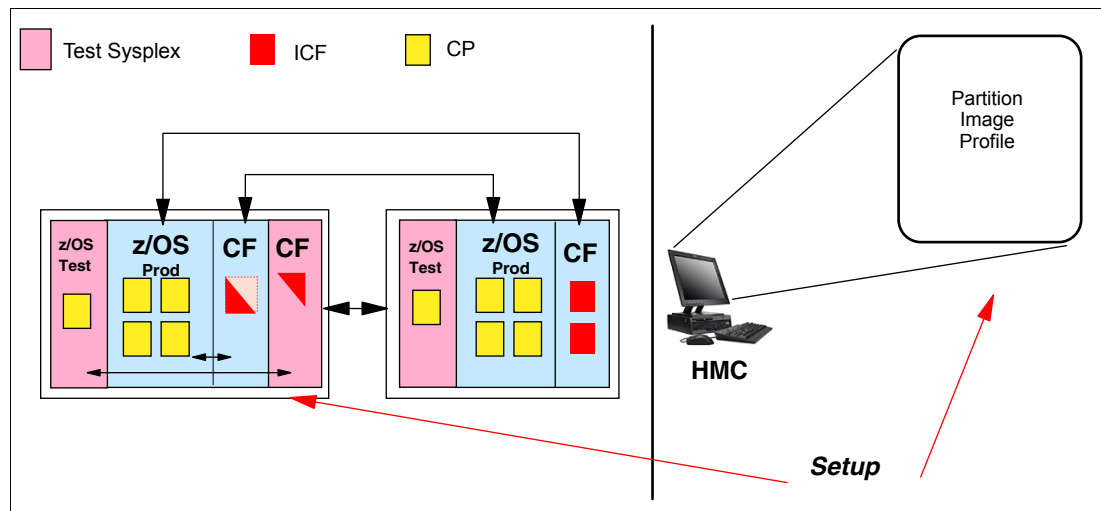 Test Sysplex
ICF
CP
Partition
Image
Profile
z/OS
Test
z/OS
Prod
CF
CF
z/OS
Test
z/OS
Prod
CF
HMC
Setup